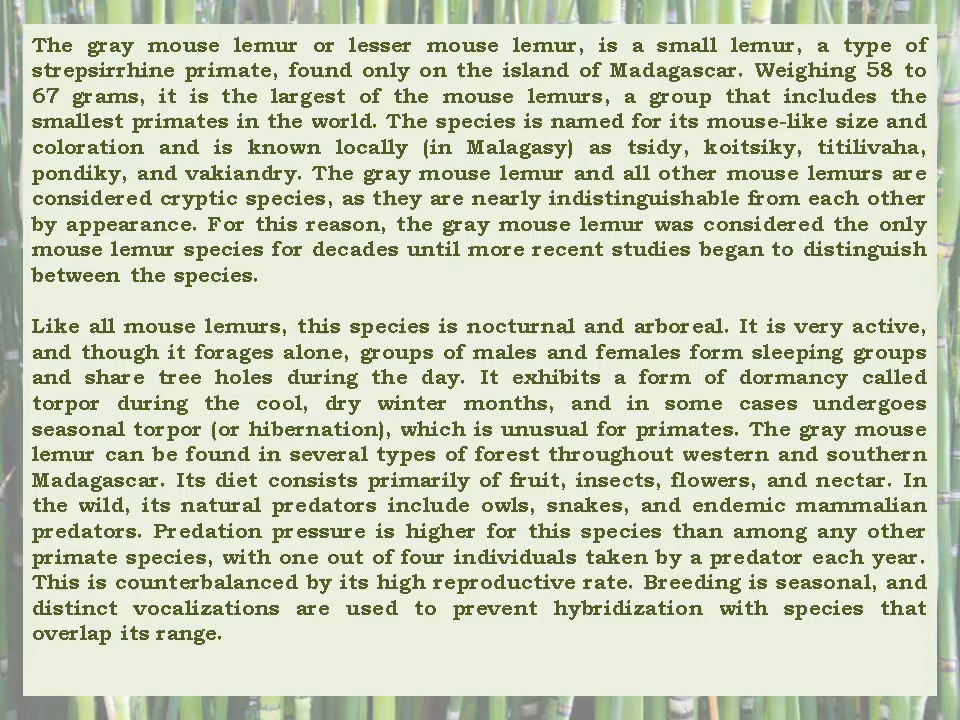 The gray mouse lemur or lesser mouse lemur, is a small lemur, a type of
strepsirrhine primate, found only on the island of Madagascar. Weighing 58 to
67 grams, it is the largest of the mouse lemurs, a group that includes the
smallest primates in the world. The species is named for its mouse-like size and
coloration and is known locally (in Malagasy) as tsidy, koitsiky, titilivaha,
pondiky, and vakiandry. The gray mouse lemur and all other mouse lemurs are
considered cryptic species, as they are nearly indistinguishable from each other
by appearance. For this reason, the gray mouse lemur was considered the only
mouse lemur species for decades until more recent studies began to distinguish
between the species.
Like all mouse lemurs, this species is nocturnal and arboreal. It is very active,
and though it forages alone, groups of males and females form sleeping groups
and share tree holes during the day. It exhibits a form of dormancy called
torpor during the cool, dry winter months, and in some cases undergoes
seasonal torpor (or hibernation), which is unusual for primates. The gray mouse
lemur can be found in several types of forest throughout western and southern
Madagascar. Its diet consists primarily of fruit, insects, flowers, and nectar. In
the wild, its natural predators include owls, snakes, and endemic mammalian
predators. Predation pressure is higher for this species than among any other
primate species, with one out of four individuals taken by a predator each year.
This is counterbalanced by its high reproductive rate. Breeding is seasonal, and
distinct vocalizations are used to prevent hybridization with species that
overlap its range.